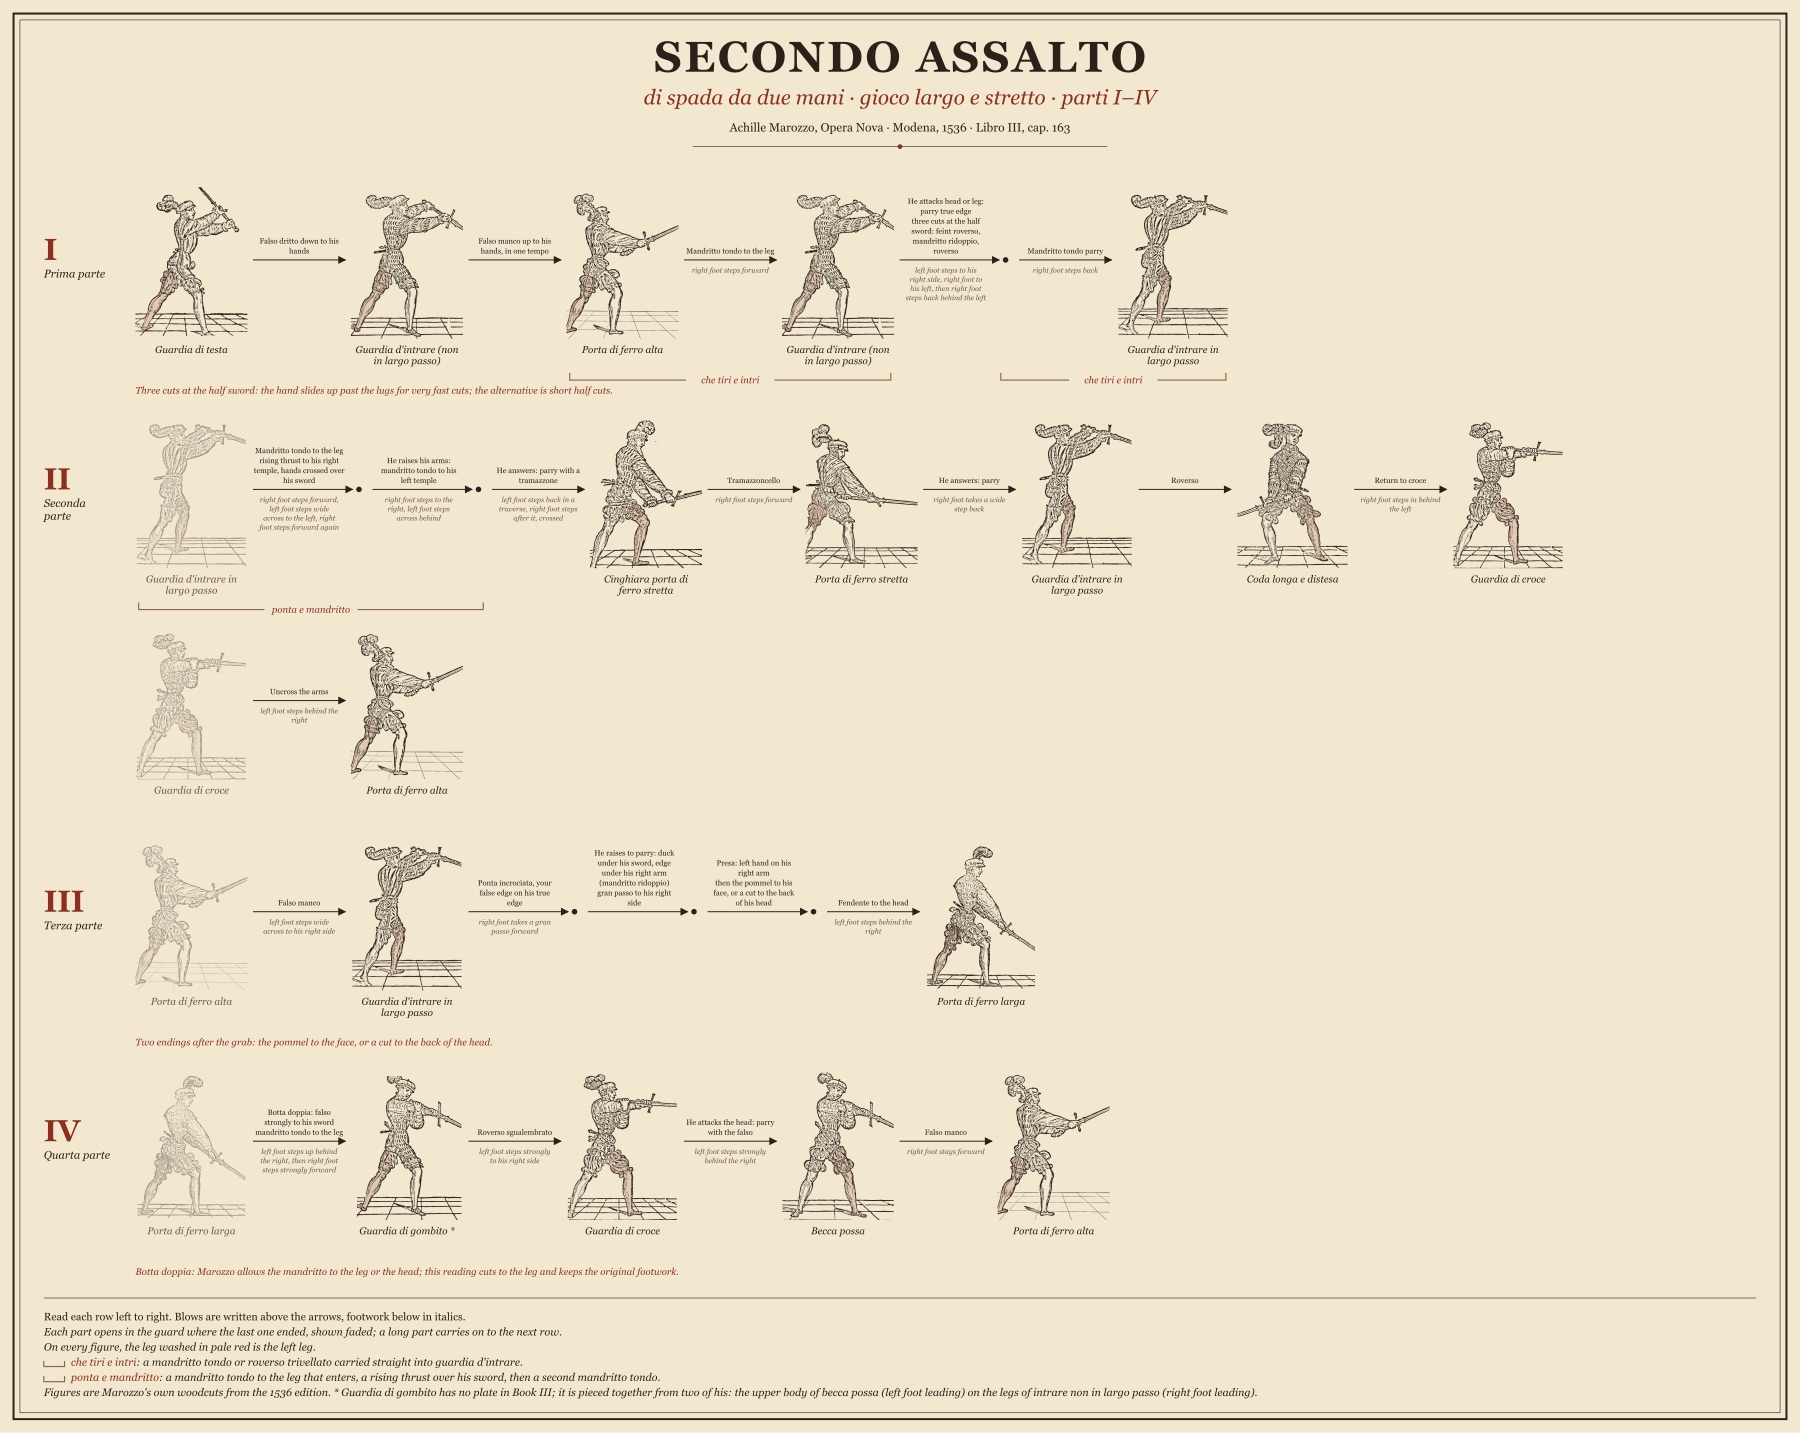 SECONDO ASSALTO
di spada da due mani · gioco largo e stretto · parti I–IV
Achille Marozzo, Opera Nova · Modena, 1536 · Libro III, cap. 163
I
Prima parte
Guardia di testa
Falso dritto down to his
hands
Guardia d'intrare (non
in largo passo)
Falso manco up to his
hands, in one tempo
Porta di ferro alta
Mandritto tondo to the leg
right foot steps forward
Guardia d'intrare (non
in largo passo)
He attacks head or leg:
parry true edge
three cuts at the half
sword: feint roverso,
mandritto ridoppio,
roverso
left foot steps to his
right side, right foot to
his left, then right foot
steps back behind the left
Mandritto tondo parry
right foot steps back
Guardia d'intrare in
largo passo
che tiri e intri
che tiri e intri
Three cuts at the half sword: the hand slides up past the lugs for very fast cuts; the alternative is short half cuts.
II
Seconda
parte
Guardia d'intrare in
largo passo
Mandritto tondo to the leg
rising thrust to his right
temple, hands crossed over
his sword
right foot steps forward,
left foot steps wide
across to the left, right
foot steps forward again
He raises his arms:
mandritto tondo to his
left temple
right foot steps to the
right, left foot steps
across behind
He answers: parry with a
tramazzone
left foot steps back in a
traverse, right foot steps
after it, crossed
Cinghiara porta di
ferro stretta
Tramazzoncello
right foot steps forward
Porta di ferro stretta
He answers: parry
right foot takes a wide
step back
Guardia d'intrare in
largo passo
Roverso
Coda longa e distesa
Return to croce
right foot steps in behind
the left
Guardia di croce
ponta e mandritto
Guardia di croce
Uncross the arms
left foot steps behind the
right
Porta di ferro alta
III
Terza parte
Porta di ferro alta
Falso manco
left foot steps wide
across to his right side
Guardia d'intrare in
largo passo
Ponta incrociata, your
false edge on his true
edge
right foot takes a gran
passo forward
He raises to parry: duck
under his sword, edge
under his right arm
(mandritto ridoppio)
gran passo to his right
side
Presa: left hand on his
right arm
then the pommel to his
face, or a cut to the back
of his head
Fendente to the head
left foot steps behind the
right
Porta di ferro larga
Two endings after the grab: the pommel to the face, or a cut to the back of the head.
IV
Quarta parte
Porta di ferro larga
Botta doppia: falso
strongly to his sword
mandritto tondo to the leg
left foot steps up behind
the right, then right foot
steps strongly forward
Guardia di gombito *
Roverso sgualembrato
left foot steps strongly
to his right side
Guardia di croce
He attacks the head: parry
with the falso
left foot steps strongly
behind the right
Becca possa
Falso manco
right foot stays forward
Porta di ferro alta
Botta doppia: Marozzo allows the mandritto to the leg or the head; this reading cuts to the leg and keeps the original footwork.
Read each row left to right. Blows are written above the arrows, footwork below in italics.
Each part opens in the guard where the last one ended, shown faded; a long part carries on to the next row.
On every figure, the leg washed in pale red is the left leg.
che tiri e intri: a mandritto tondo or roverso trivellato carried straight into guardia d'intrare.
ponta e mandritto: a mandritto tondo to the leg that enters, a rising thrust over his sword, then a second mandritto tondo.
Figures are Marozzo's own woodcuts from the 1536 edition. * Guardia di gombito has no plate in Book III; it is pieced together from two of his: the upper body of becca possa (left foot leading) on the legs of intrare non in largo passo (right foot leading).